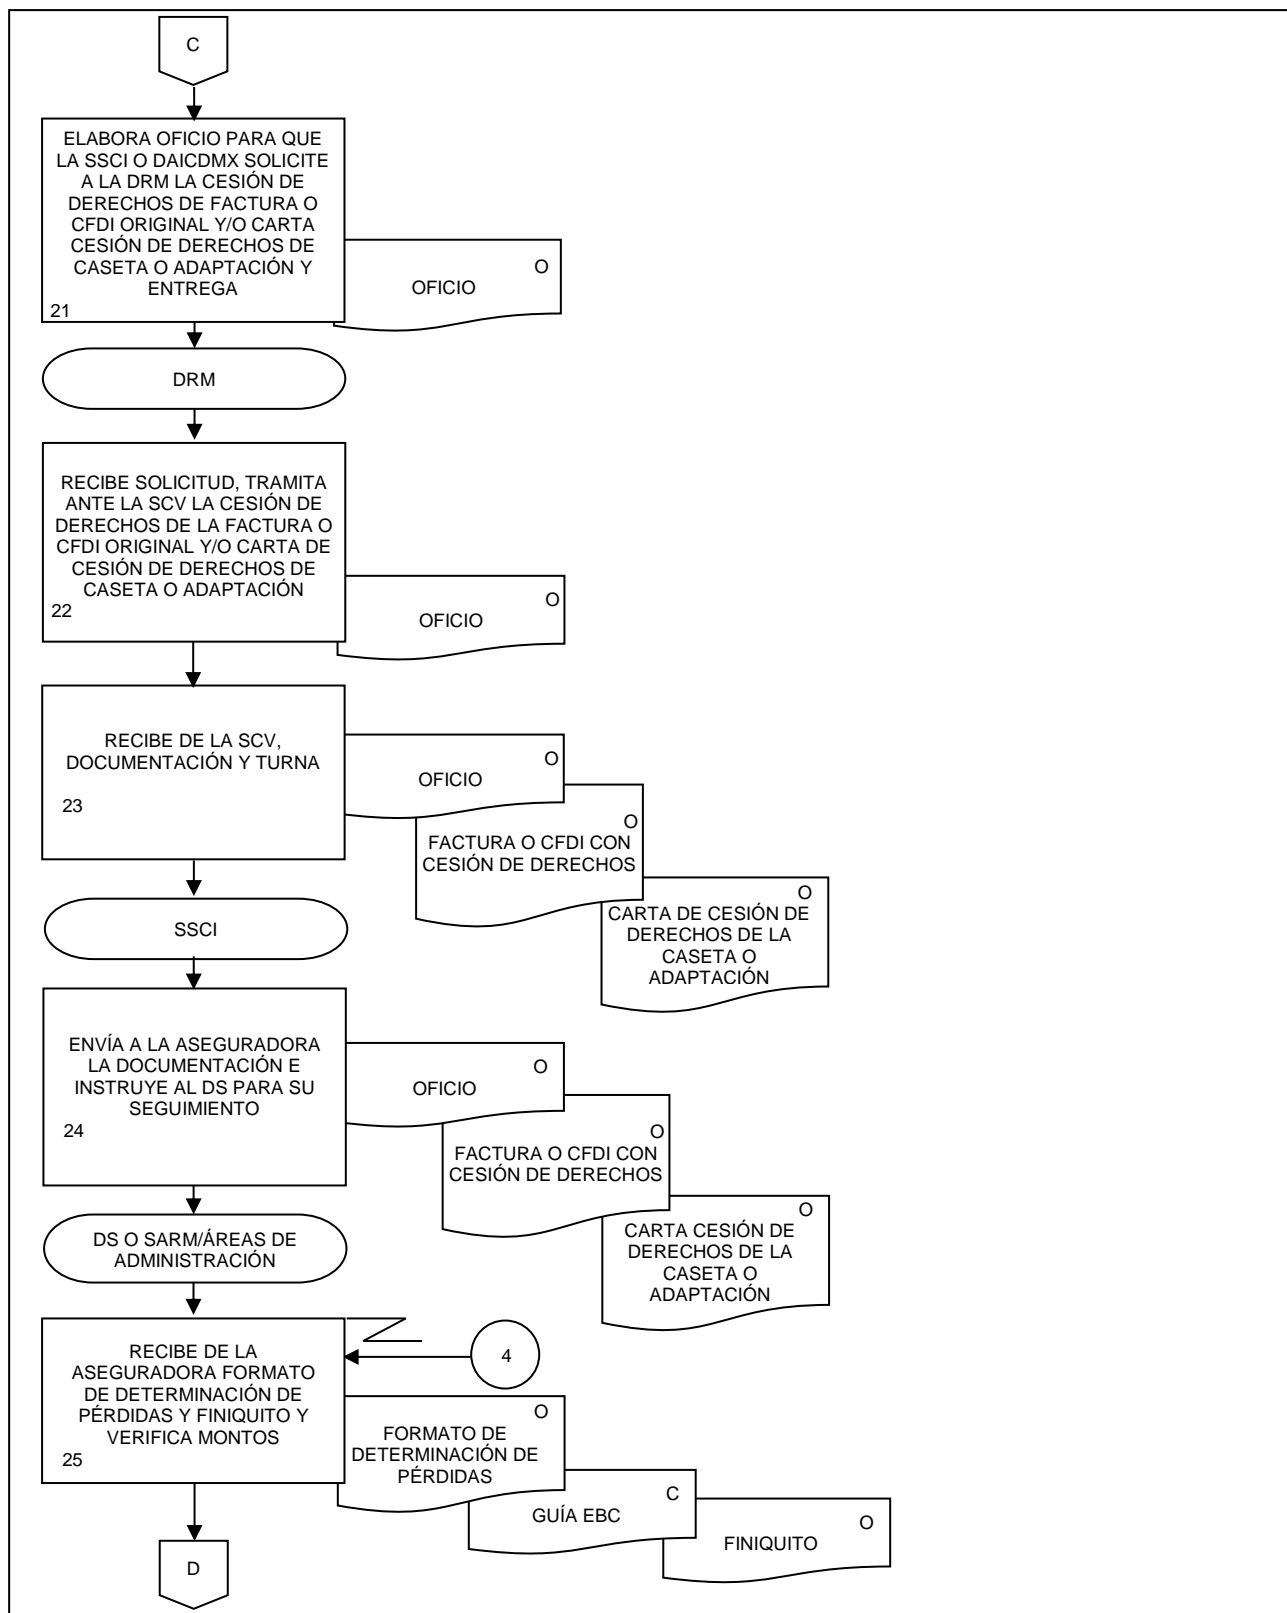 C
ELABORA OFICIO PARA QUE
LA SSCI O DAICDMX SOLICITE
A LA DRM LA CESIÓN DE
DERECHOS DE FACTURA O
CFDI ORIGINAL Y/O CARTA
CESIÓN DE DERECHOS DE
CASETA O ADAPTACIÓN Y
ENTREGA
21
O
OFICIO
DRM
RECIBE SOLICITUD, TRAMITA
ANTE LA SCV LA CESIÓN DE
DERECHOS DE LA FACTURA O
CFDI ORIGINAL Y/O CARTA DE
CESIÓN DE DERECHOS DE
CASETA O ADAPTACIÓN
22
O
OFICIO
RECIBE DE LA SCV,
DOCUMENTACIÓN Y TURNA
23
O
OFICIO
O
FACTURA O CFDI CON
CESIÓN DE DERECHOS
O
CARTA DE CESIÓN DE
DERECHOS DE LA
CASETA O
ADAPTACIÓN
SSCI
ENVÍA A LA ASEGURADORA
LA DOCUMENTACIÓN E
INSTRUYE AL DS PARA SU
SEGUIMIENTO
24
O
OFICIO
O
FACTURA O CFDI CON
CESIÓN DE DERECHOS
O
CARTA CESIÓN DE
DERECHOS DE LA
CASETA O
ADAPTACIÓN
DS O SARM/ÁREAS DE
ADMINISTRACIÓN
RECIBE DE LA
ASEGURADORA FORMATO
DE DETERMINACIÓN DE
PÉRDIDAS Y FINIQUITO Y
VERIFICA MONTOS
25
4
O
FORMATO DE
DETERMINACIÓN DE
PÉRDIDAS
C
GUÍA EBC
O
FINIQUITO
D